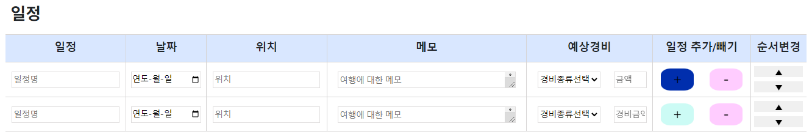 일정
일정 날짜 위치 메모 예상경비 일정 추가/빼기 순서변경
일정명 연도-월-일 위치 여행에 대한 메모 경비종류선택 금액 + - ▲
▼
일정명 연도-월-일 위치 여행에 대한 메모 경비종류선택 경비금액 + - ▲
▼